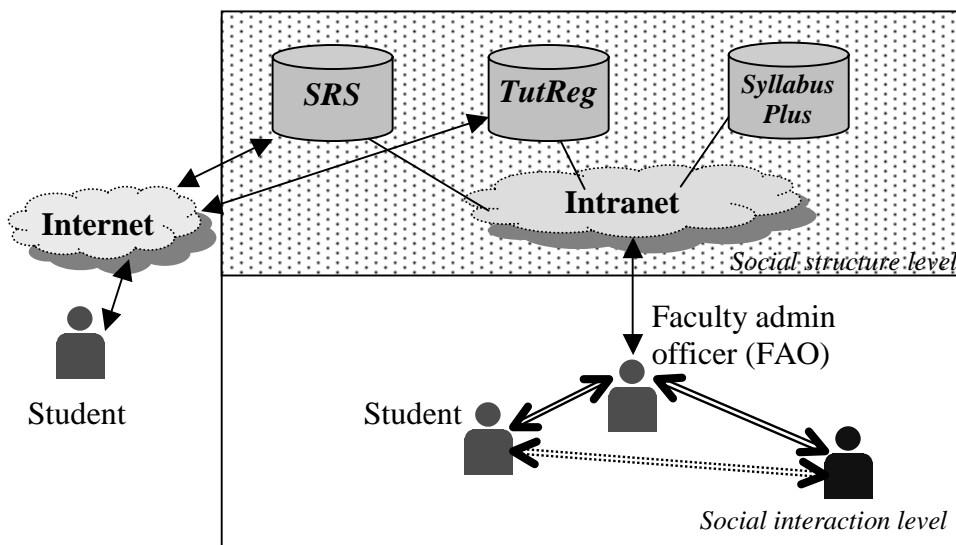 SRS
TutReg
Syllabus
Plus
Internet
Intranet
Social structure level
Faculty admin
officer (FAO)
Student
Student
Social interaction level